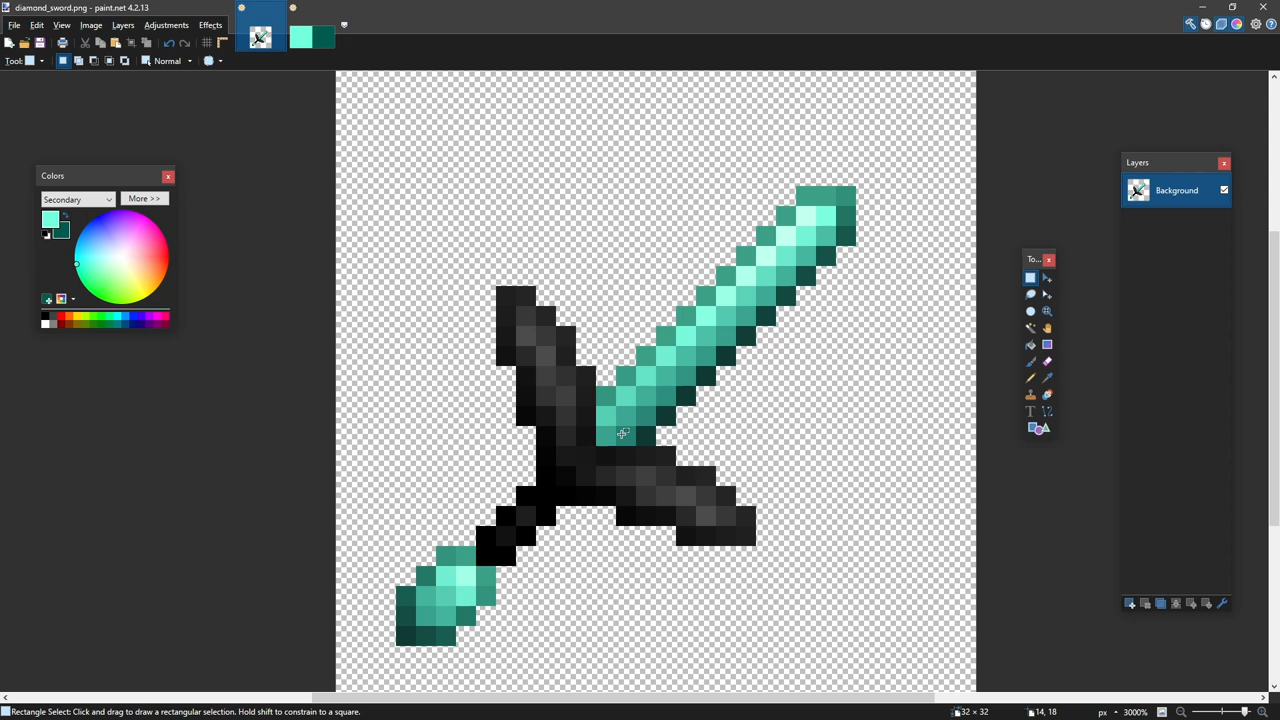 diamond_sword.png - paint.net 4.2.13
File Edit View Image Layers Adjustments Effects
Tool:
Normal
Colors
Secondary
More >>
Layers
Background
To...
T
Rectangle Select: Click and drag to draw a rectangular selection. Hold shift to constrain to a square.
32 × 32
14, 18
px
3000%